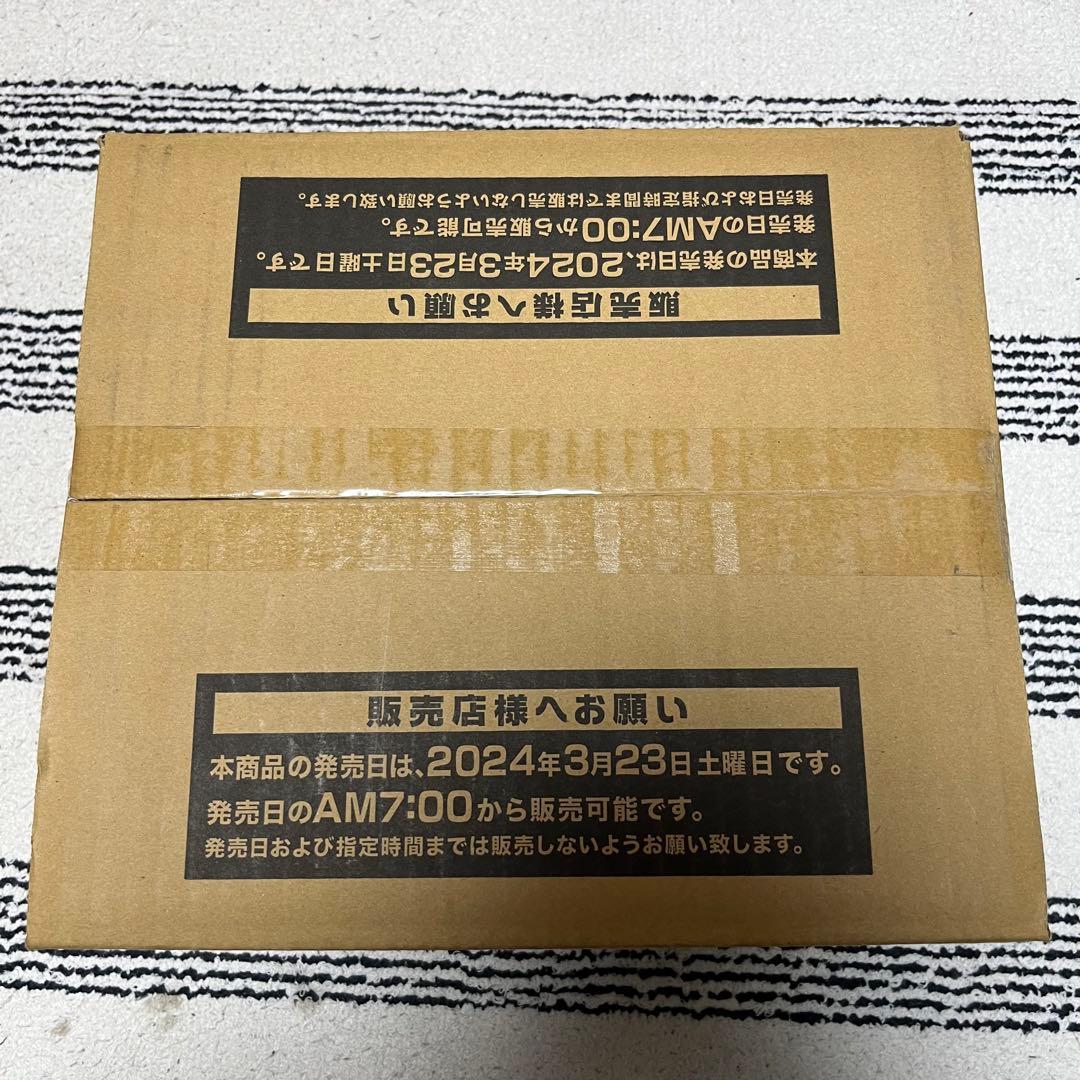 発売日および指定時間までは販売しないようお願い致します。
発売日のAM7:00から販売可能です。
本商品の発売日は、2024年3月23日土曜日です。
販売店様へお願い
販売店様へお願い
本商品の発売日は、2024年3月23日土曜日です。
発売日のAM7:00から販売可能です。
発売日および指定時間までは販売しないようお願い致します。